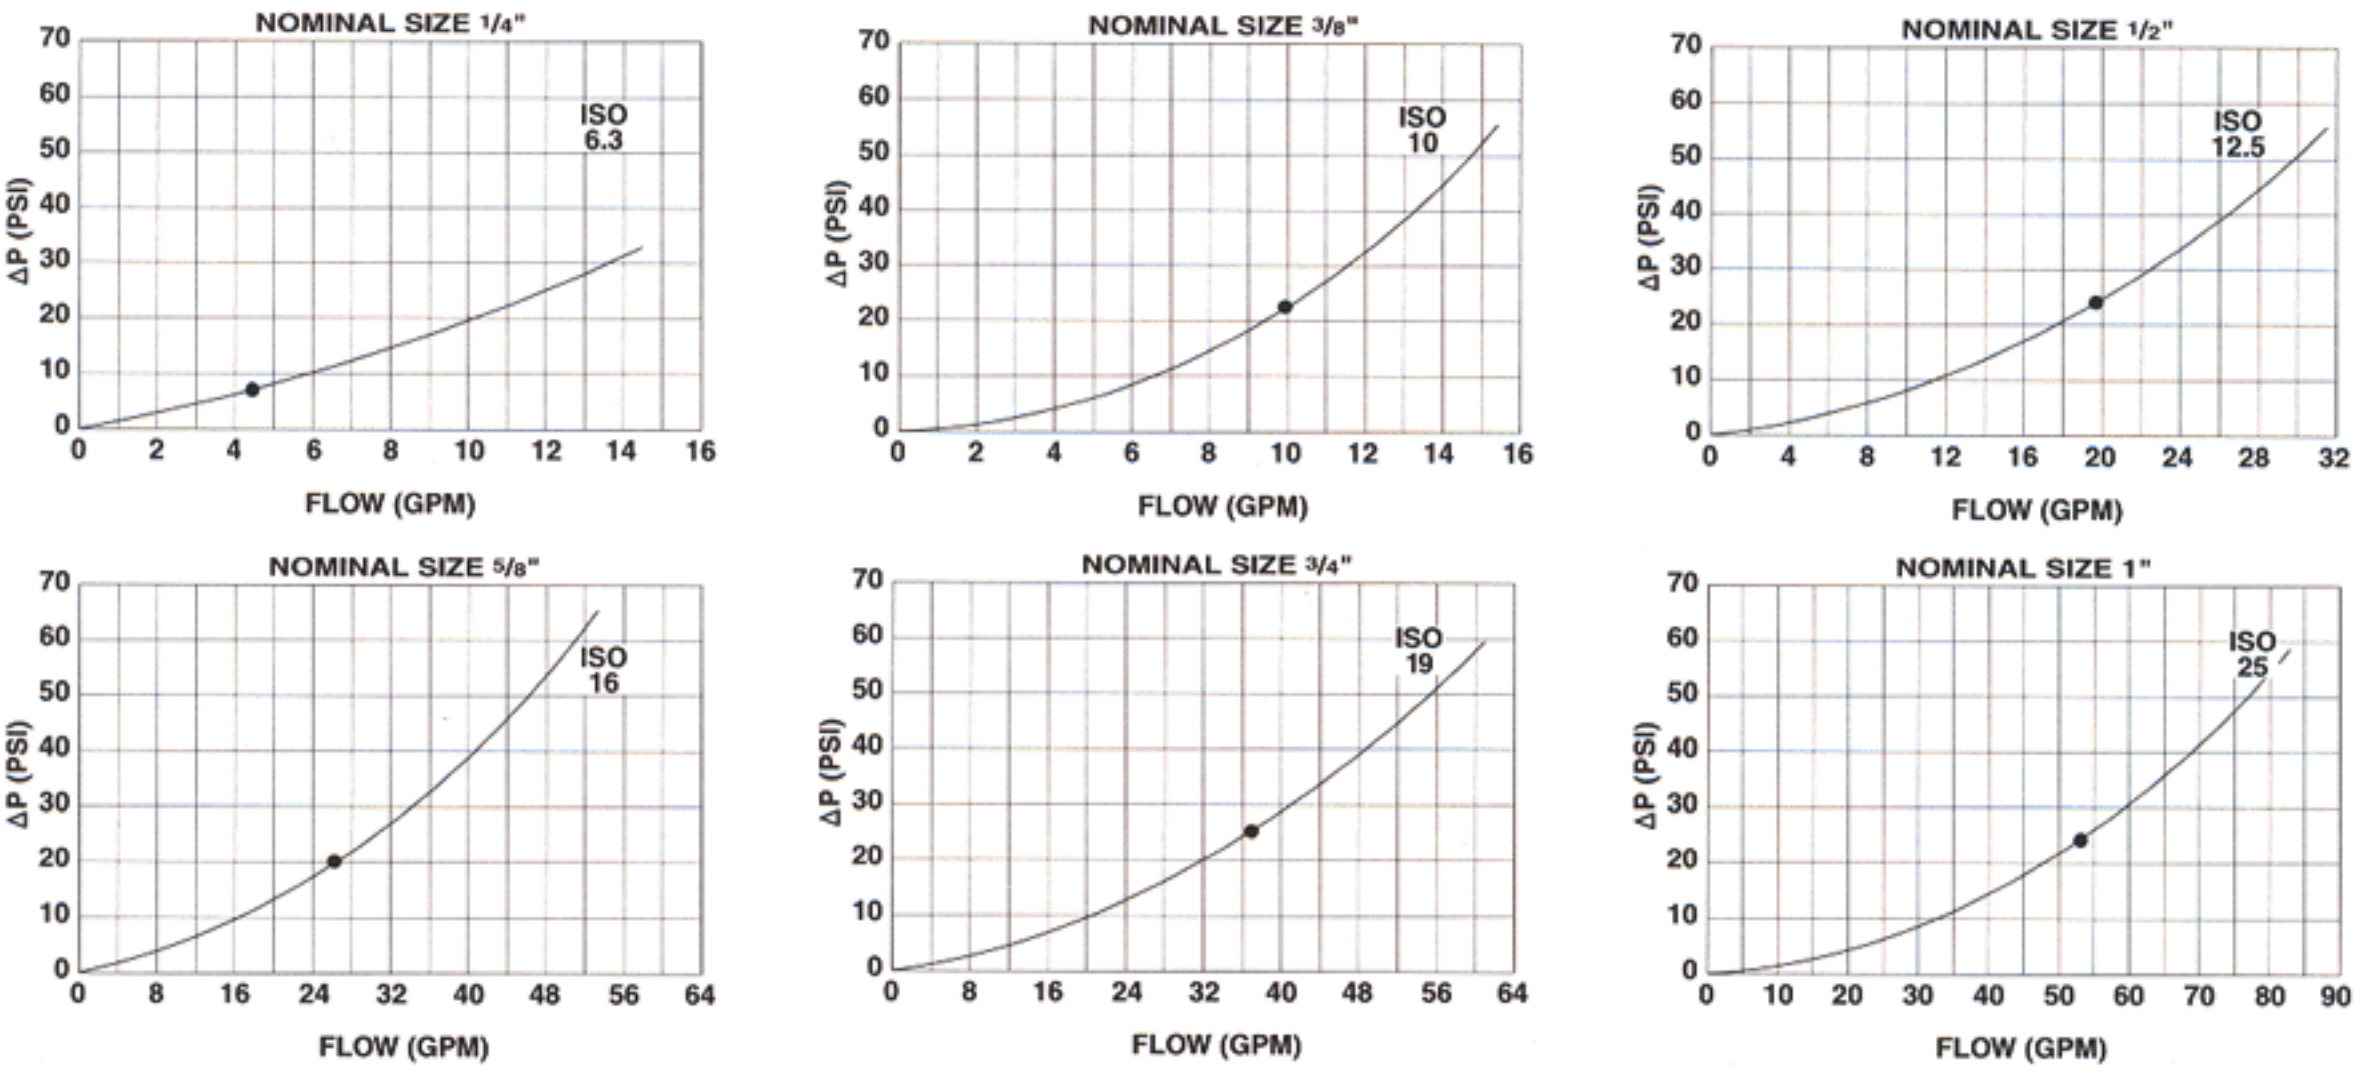 NOMINAL SIZE 1/4"
70
60
50
40
30
20
10
0
ΔP (PSI)
ISO
6.3
0 2 4 6 8 10 12 14 16
FLOW (GPM)
NOMINAL SIZE 3/8"
70
60
50
40
30
20
10
0
ΔP (PSI)
ISO
10
0 2 4 6 8 10 12 14 16
FLOW (GPM)
NOMINAL SIZE 1/2"
70
60
50
40
30
20
10
0
ΔP (PSI)
ISO
12.5
0 4 8 12 16 20 24 28 32
FLOW (GPM)
NOMINAL SIZE 5/8"
70
60
50
40
30
20
10
0
ΔP (PSI)
ISO
16
0 8 16 24 32 40 48 56 64
FLOW (GPM)
NOMINAL SIZE 3/4"
70
60
50
40
30
20
10
0
ΔP (PSI)
ISO
19
0 8 16 24 32 40 48 56 64
FLOW (GPM)
NOMINAL SIZE 1"
70
60
50
40
30
20
10
0
ΔP (PSI)
ISO
25
0 10 20 30 40 50 60 70 80 90
FLOW (GPM)